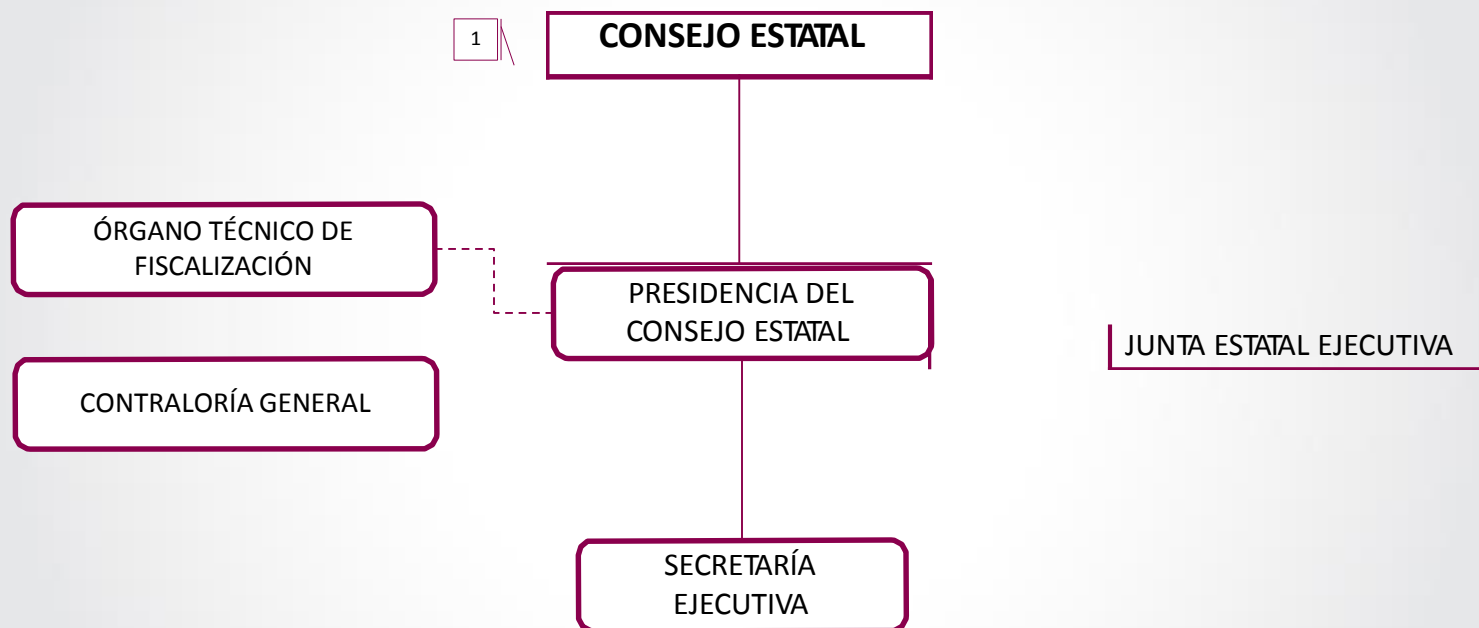 1
CONSEJO ESTATAL
ÓRGANO TÉCNICO DE
FISCALIZACIÓN
PRESIDENCIA DEL
CONSEJO ESTATAL
JUNTA ESTATAL EJECUTIVA
CONTRALORÍA GENERAL
SECRETARÍA
EJECUTIVA